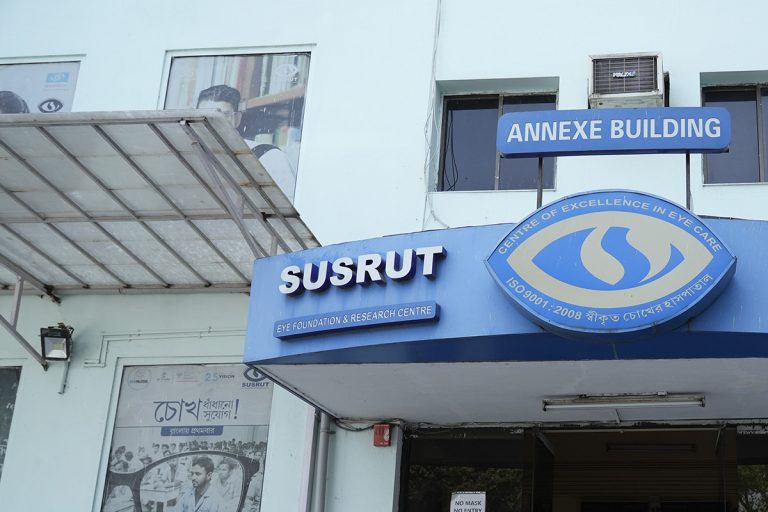 ANNEXE BUILDING
CENTRE OF EXCELLENCE IN EYE CARE
ISO 9001 : 2008 স্বীকৃত চোখের হাসপাতাল
SUSRUT
EYE FOUNDATION & RESEARCH CENTRE
SUSRUT
চোখ ধাঁধানো
সুযোগ!
NO MASK
NO ENTRY